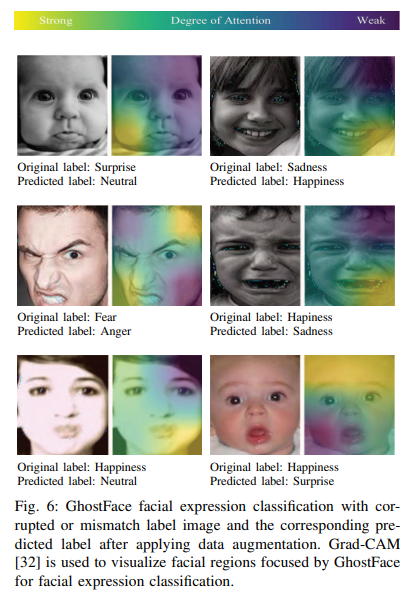 Strong Degree of Attention Weak
Original label: Surprise
Predicted label: Neutral
Original label: Sadness
Predicted label: Happiness
Original label: Fear
Predicted label: Anger
Original label: Hapiness
Predicted label: Sadness
Original label: Happiness
Predicted label: Neutral
Original label: Happiness
Predicted label: Surprise
Fig. 6: GhostFace facial expression classification with cor-
rupted or mismatch label image and the corresponding pre-
dicted label after applying data augmentation. Grad-CAM
[32] is used to visualize facial regions focused by GhostFace
for facial expression classification.